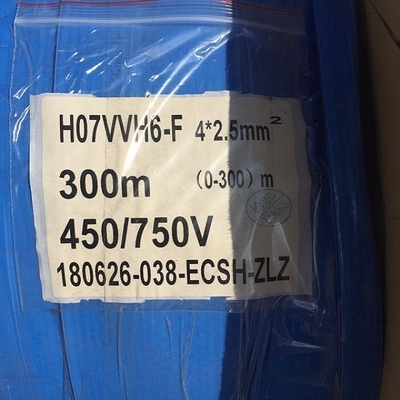 H07VVH6-F 4*2.5mm²
300m (0-300) m
450/750V
180626-038-ECSH-ZLZ